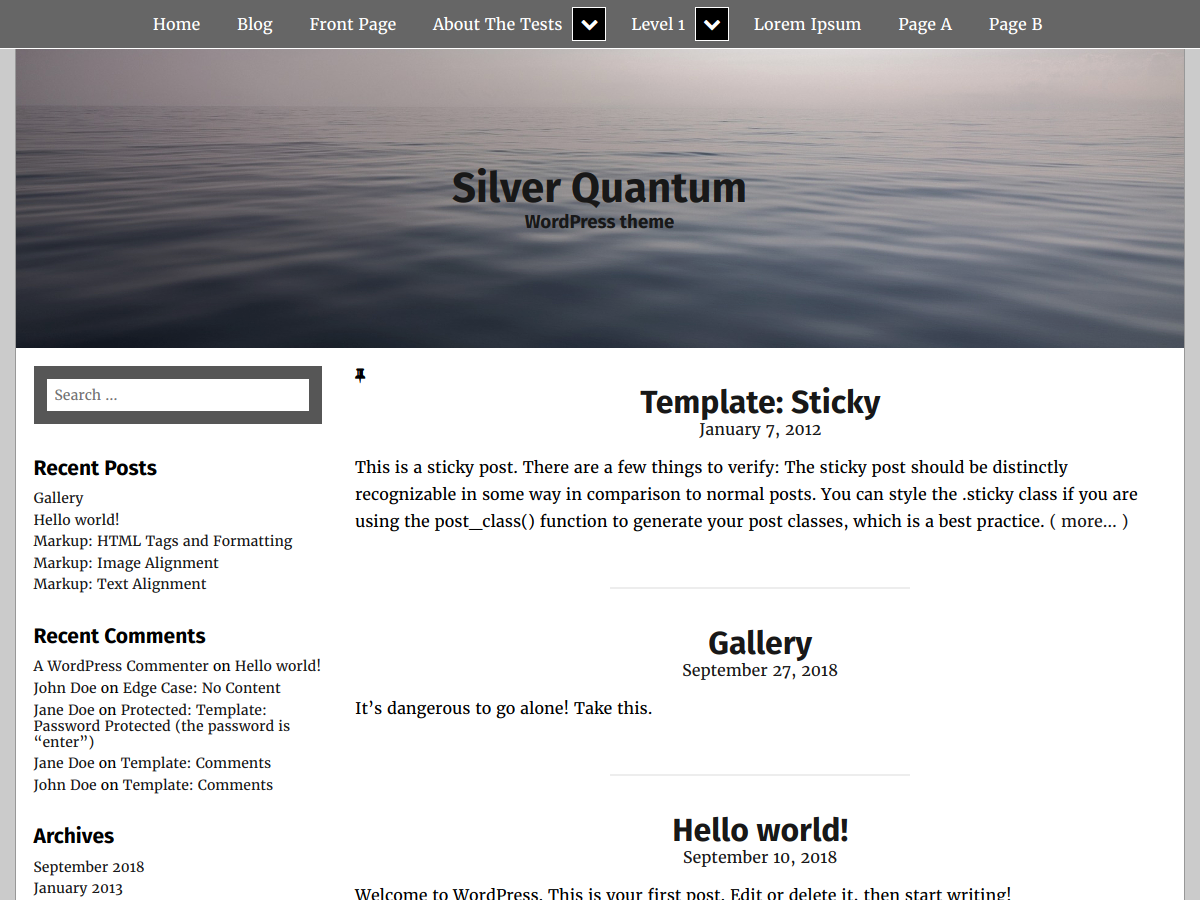 Home Blog Front Page About The Tests Level 1 Lorem Ipsum Page A Page B
Silver Quantum
WordPress theme
Search ...
Recent Posts
Gallery
Hello world!
Markup: HTML Tags and Formatting
Markup: Image Alignment
Markup: Text Alignment
Recent Comments
A WordPress Commenter on Hello world!
John Doe on Edge Case: No Content
Jane Doe on Protected: Template:
Password Protected (the password is
“enter”)
Jane Doe on Template: Comments
John Doe on Template: Comments
Archives
September 2018
January 2013
Template: Sticky
January 7, 2012
This is a sticky post. There are a few things to verify: The sticky post should be distinctly
recognizable in some way in comparison to normal posts. You can style the .sticky class if you are
using the post_class() function to generate your post classes, which is a best practice. ( more... )
Gallery
September 27, 2018
It’s dangerous to go alone! Take this.
Hello world!
September 10, 2018
Welcome to WordPress. This is your first post. Edit or delete it, then start writing!